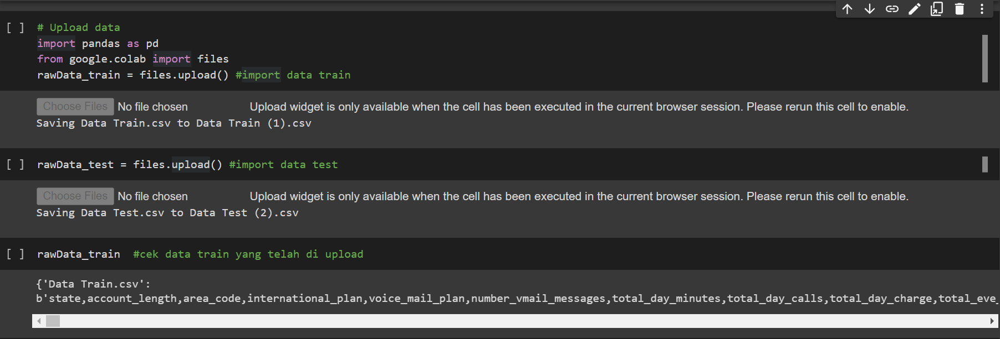 [ ] # Upload data
import pandas as pd
from google.colab import files
rawData_train = files.upload() #import data train
Choose Files No file chosen Upload widget is only available when the cell has been executed in the current browser session. Please rerun this cell to enable.
Saving Data Train.csv to Data Train (1).csv
[ ] rawData_test = files.upload() #import data test
Choose Files No file chosen Upload widget is only available when the cell has been executed in the current browser session. Please rerun this cell to enable.
Saving Data Test.csv to Data Test (2).csv
[ ] rawData_train  #cek data train yang telah di upload
{'Data Train.csv':
b'state,account_length,area_code,international_plan,voice_mail_plan,number_vmail_messages,total_day_minutes,total_day_calls,total_day_charge,total_eve_